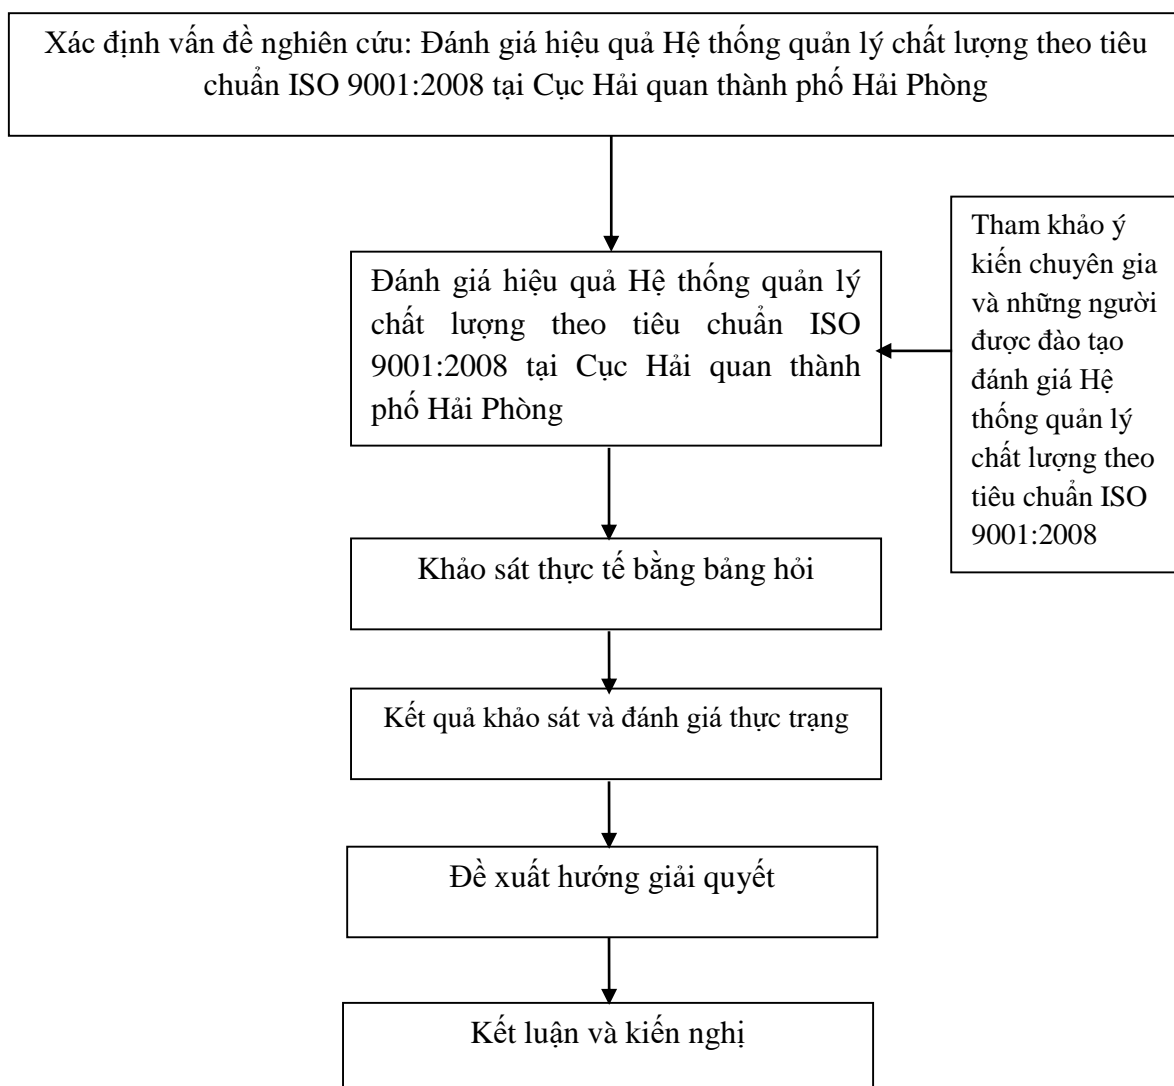 Xác định vấn đề nghiên cứu: Đánh giá hiệu quả Hệ thống quản lý chất lượng theo tiêu
chuẩn ISO 9001:2008 tại Cục Hải quan thành phố Hải Phòng
Đánh giá hiệu quả Hệ thống quản lý
chất lượng theo tiêu chuẩn ISO
9001:2008 tại Cục Hải quan thành
phố Hải Phòng
Tham khảo ý
kiến chuyên gia
và những người
được đào tạo
đánh giá Hệ
thống quản lý
chất lượng theo
tiêu chuẩn ISO
9001:2008
Khảo sát thực tế bằng bảng hỏi
Kết quả khảo sát và đánh giá thực trạng
Đề xuất hướng giải quyết
Kết luận và kiến nghị